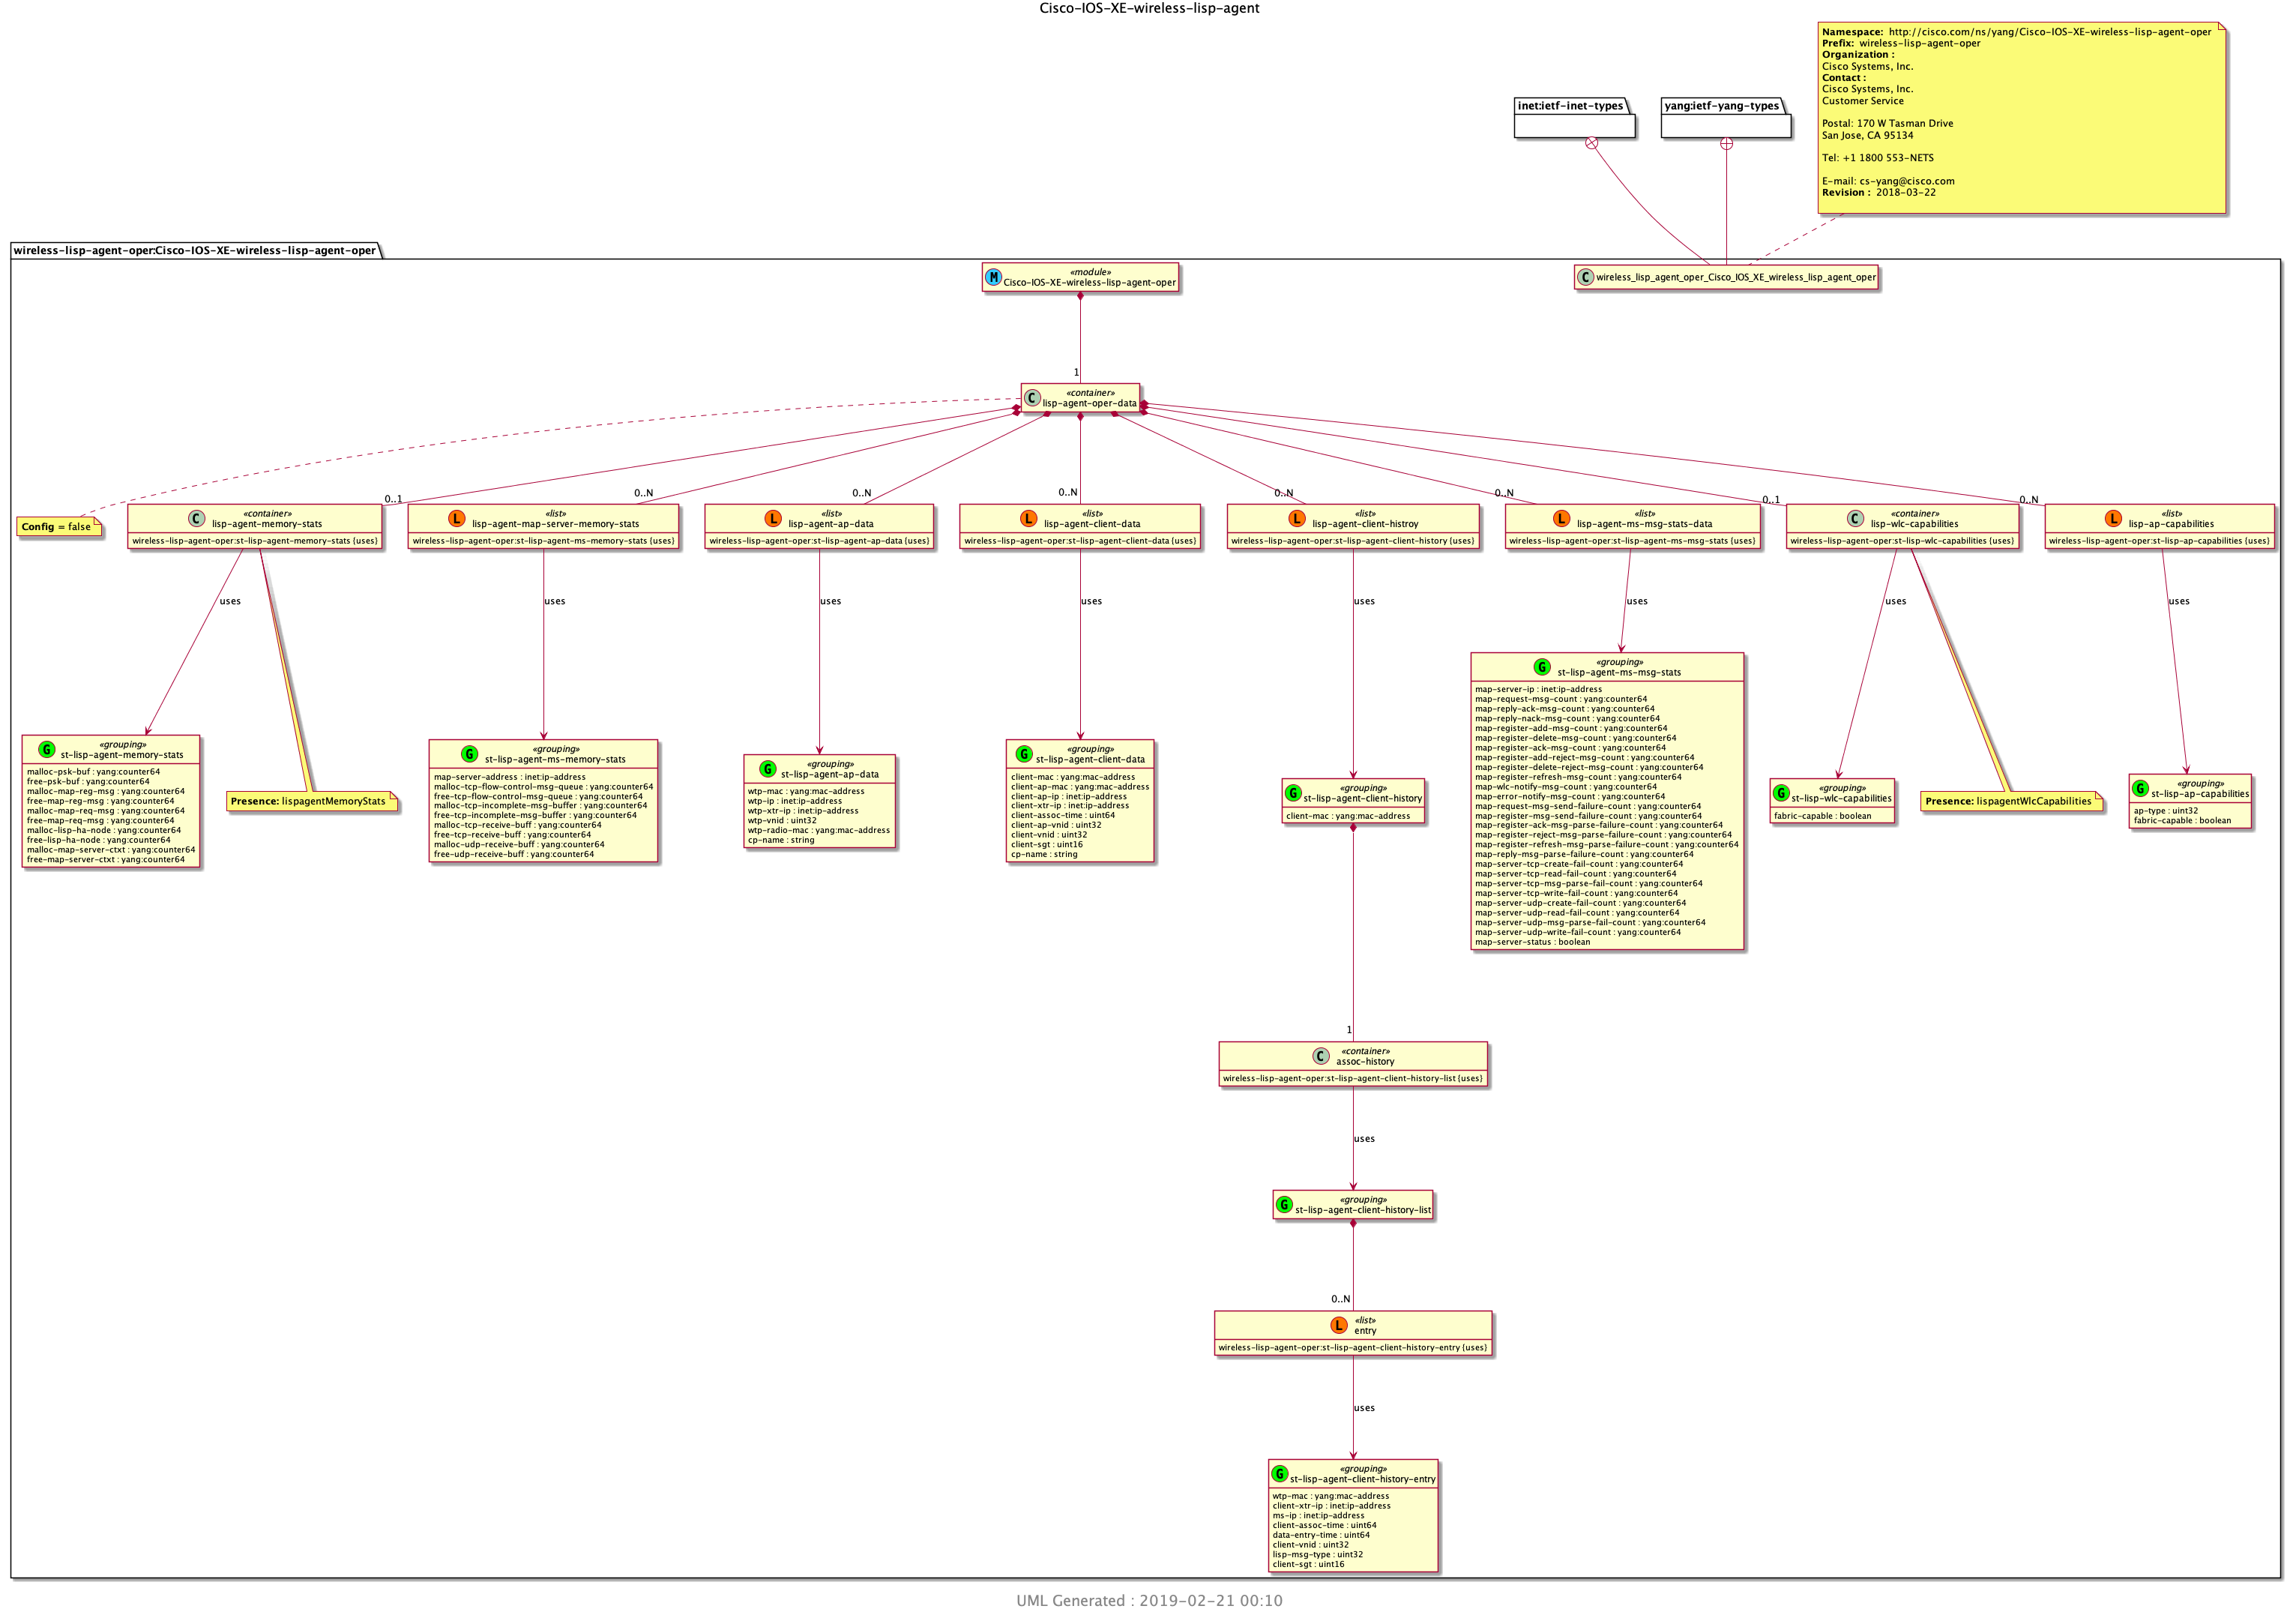 Cisco-IOS-XE-wireless-lisp-agent
Namespace: http://cisco.com/ns/yang/Cisco-IOS-XE-wireless-lisp-agent-oper
Prefix: wireless-lisp-agent-oper
Organization :
Cisco Systems, Inc.
Contact :
Cisco Systems, Inc.
Customer Service
Postal: 170 W Tasman Drive
San Jose, CA 95134
Tel: +1 1800 553-NETS
E-mail: cs-yang@cisco.com
Revision : 2018-03-22
inet:ietf-inet-types
yang:ietf-yang-types
wireless-lisp-agent-oper:Cisco-IOS-XE-wireless-lisp-agent-oper
M
«module»
Cisco-IOS-XE-wireless-lisp-agent-oper
C
wireless_lisp_agent_oper_Cisco_IOS_XE_wireless_lisp_agent_oper
1
C
«container»
lisp-agent-oper-data
0..1
0..N
0..N
0..N
0..N
0..N
0..1
0..N
Config = false
C
«container»
lisp-agent-memory-stats
wireless-lisp-agent-oper:st-lisp-agent-memory-stats {uses}
L
«list»
lisp-agent-map-server-memory-stats
wireless-lisp-agent-oper:st-lisp-agent-ms-memory-stats {uses}
L
«list»
lisp-agent-ap-data
wireless-lisp-agent-oper:st-lisp-agent-ap-data {uses}
L
«list»
lisp-agent-client-data
wireless-lisp-agent-oper:st-lisp-agent-client-data {uses}
L
«list»
lisp-agent-client-histroy
wireless-lisp-agent-oper:st-lisp-agent-client-history {uses}
L
«list»
lisp-agent-ms-msg-stats-data
wireless-lisp-agent-oper:st-lisp-agent-ms-msg-stats {uses}
C
«container»
lisp-wlc-capabilities
wireless-lisp-agent-oper:st-lisp-wlc-capabilities {uses}
L
«list»
lisp-ap-capabilities
wireless-lisp-agent-oper:st-lisp-ap-capabilities {uses}
uses
uses
uses
uses
uses
uses
uses
uses
G
«grouping»
st-lisp-agent-memory-stats
malloc-psk-buf : yang:counter64
free-psk-buf : yang:counter64
malloc-map-reg-msg : yang:counter64
free-map-reg-msg : yang:counter64
malloc-map-req-msg : yang:counter64
free-map-req-msg : yang:counter64
malloc-lisp-ha-node : yang:counter64
free-lisp-ha-node : yang:counter64
malloc-map-server-ctxt : yang:counter64
free-map-server-ctxt : yang:counter64
Presence: lispagentMemoryStats
G
«grouping»
st-lisp-agent-ms-memory-stats
map-server-address : inet:ip-address
malloc-tcp-flow-control-msg-queue : yang:counter64
free-tcp-flow-control-msg-queue : yang:counter64
malloc-tcp-incomplete-msg-buffer : yang:counter64
free-tcp-incomplete-msg-buffer : yang:counter64
malloc-tcp-receive-buff : yang:counter64
free-tcp-receive-buff : yang:counter64
malloc-udp-receive-buff : yang:counter64
free-udp-receive-buff : yang:counter64
G
«grouping»
st-lisp-agent-ap-data
wtp-mac : yang:mac-address
wtp-ip : inet:ip-address
wtp-xtr-ip : inet:ip-address
wtp-vnid : uint32
wtp-radio-mac : yang:mac-address
cp-name : string
G
«grouping»
st-lisp-agent-client-data
client-mac : yang:mac-address
client-ap-mac : yang:mac-address
client-ap-ip : inet:ip-address
client-xtr-ip : inet:ip-address
client-assoc-time : uint64
client-ap-vnid : uint32
client-vnid : uint32
client-sgt : uint16
cp-name : string
G
«grouping»
st-lisp-agent-client-history
client-mac : yang:mac-address
G
«grouping»
st-lisp-agent-ms-msg-stats
map-server-ip : inet:ip-address
map-request-msg-count : yang:counter64
map-reply-ack-msg-count : yang:counter64
map-reply-nack-msg-count : yang:counter64
map-register-add-msg-count : yang:counter64
map-register-delete-msg-count : yang:counter64
map-register-ack-msg-count : yang:counter64
map-register-add-reject-msg-count : yang:counter64
map-register-delete-reject-msg-count : yang:counter64
map-register-refresh-msg-count : yang:counter64
map-wlc-notify-msg-count : yang:counter64
map-error-notify-msg-count : yang:counter64
map-request-msg-send-failure-count : yang:counter64
map-register-msg-send-failure-count : yang:counter64
map-register-ack-msg-parse-failure-count : yang:counter64
map-register-reject-msg-parse-failure-count : yang:counter64
map-register-refresh-msg-parse-failure-count : yang:counter64
map-reply-msg-parse-failure-count : yang:counter64
map-server-tcp-create-fail-count : yang:counter64
map-server-tcp-read-fail-count : yang:counter64
map-server-tcp-msg-parse-fail-count : yang:counter64
map-server-tcp-write-fail-count : yang:counter64
map-server-udp-create-fail-count : yang:counter64
map-server-udp-read-fail-count : yang:counter64
map-server-udp-msg-parse-fail-count : yang:counter64
map-server-udp-write-fail-count : yang:counter64
map-server-status : boolean
G
«grouping»
st-lisp-wlc-capabilities
fabric-capable : boolean
Presence: lispagentWlcCapabilities
G
«grouping»
st-lisp-ap-capabilities
ap-type : uint32
fabric-capable : boolean
1
C
«container»
assoc-history
wireless-lisp-agent-oper:st-lisp-agent-client-history-list {uses}
uses
G
«grouping»
st-lisp-agent-client-history-list
0..N
L
«list»
entry
wireless-lisp-agent-oper:st-lisp-agent-client-history-entry {uses}
uses
G
«grouping»
st-lisp-agent-client-history-entry
wtp-mac : yang:mac-address
client-xtr-ip : inet:ip-address
ms-ip : inet:ip-address
client-assoc-time : uint64
data-entry-time : uint64
client-vnid : uint32
lisp-msg-type : uint32
client-sgt : uint16
UML Generated : 2019-02-21 00:10